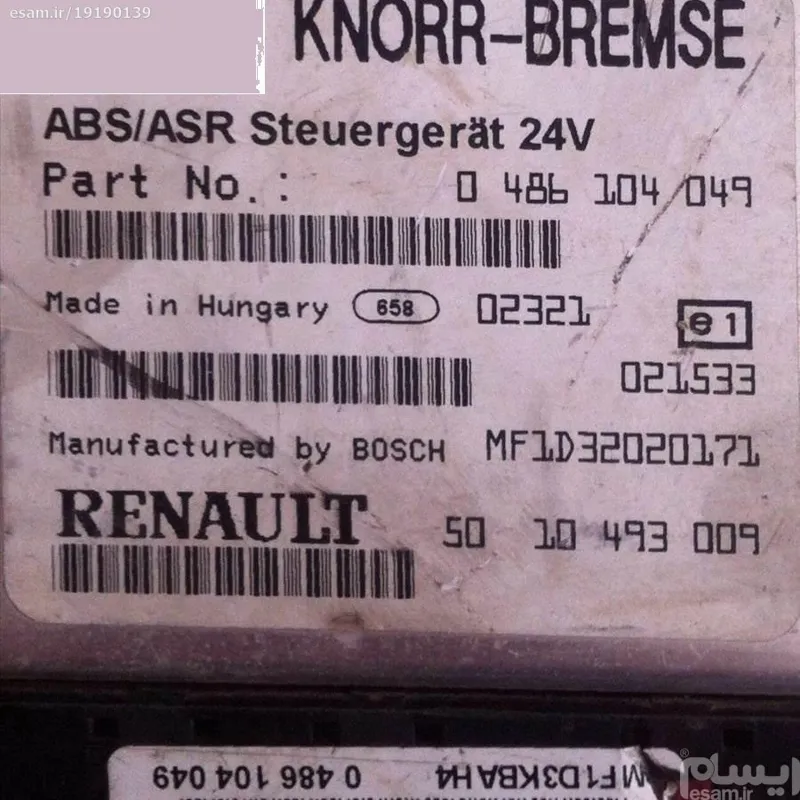 esam.ir/19190139
KNORR-BREMSE
ABS/ASR Steuergerät 24V
Part No.: 0 486 104 049
Made in Hungary 658 02321 e1
021533
Manufactured by BOSCH MF1D32020171
RENAULT 50 10 493 009
MF1D3KBAH4 0 486 104 049
ایسام®
esam.ir